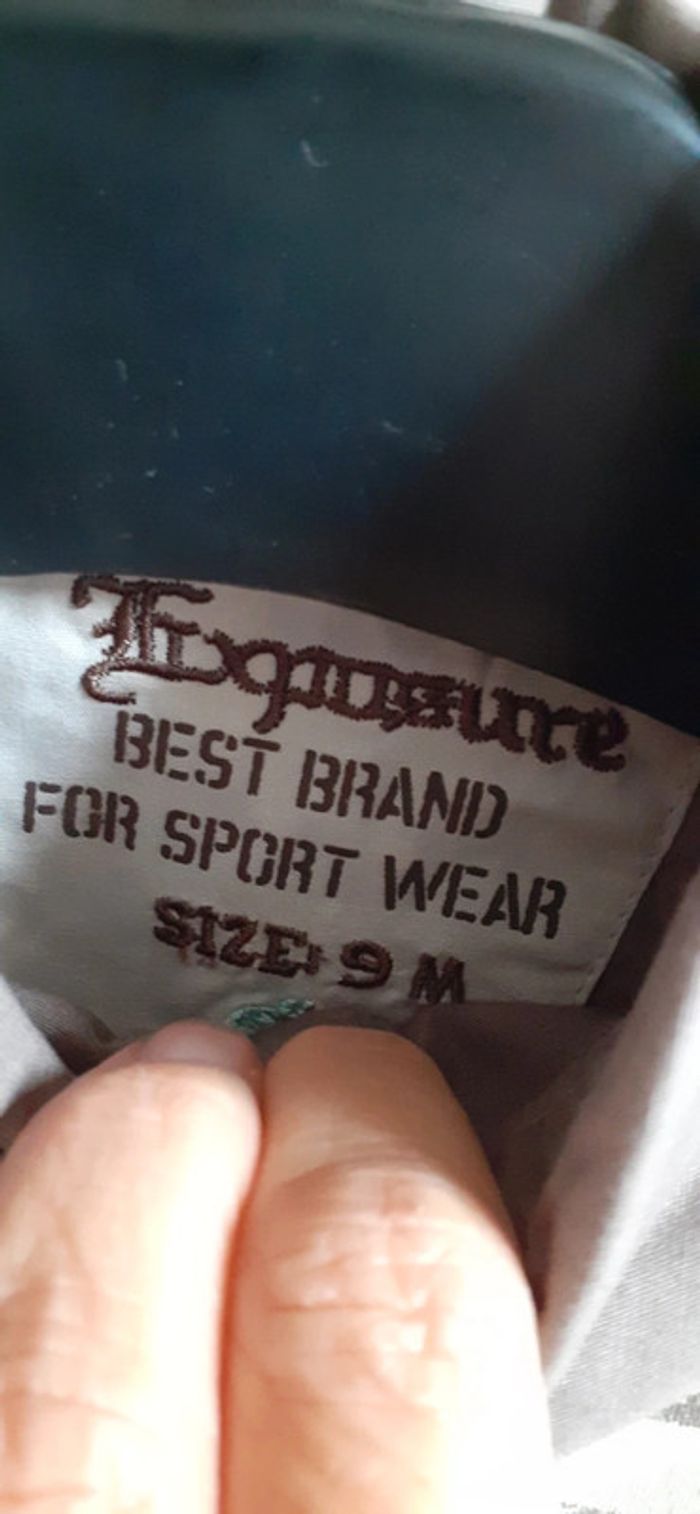 Exposure
BEST BRAND
FOR SPORT WEAR
SIZE: 9 M